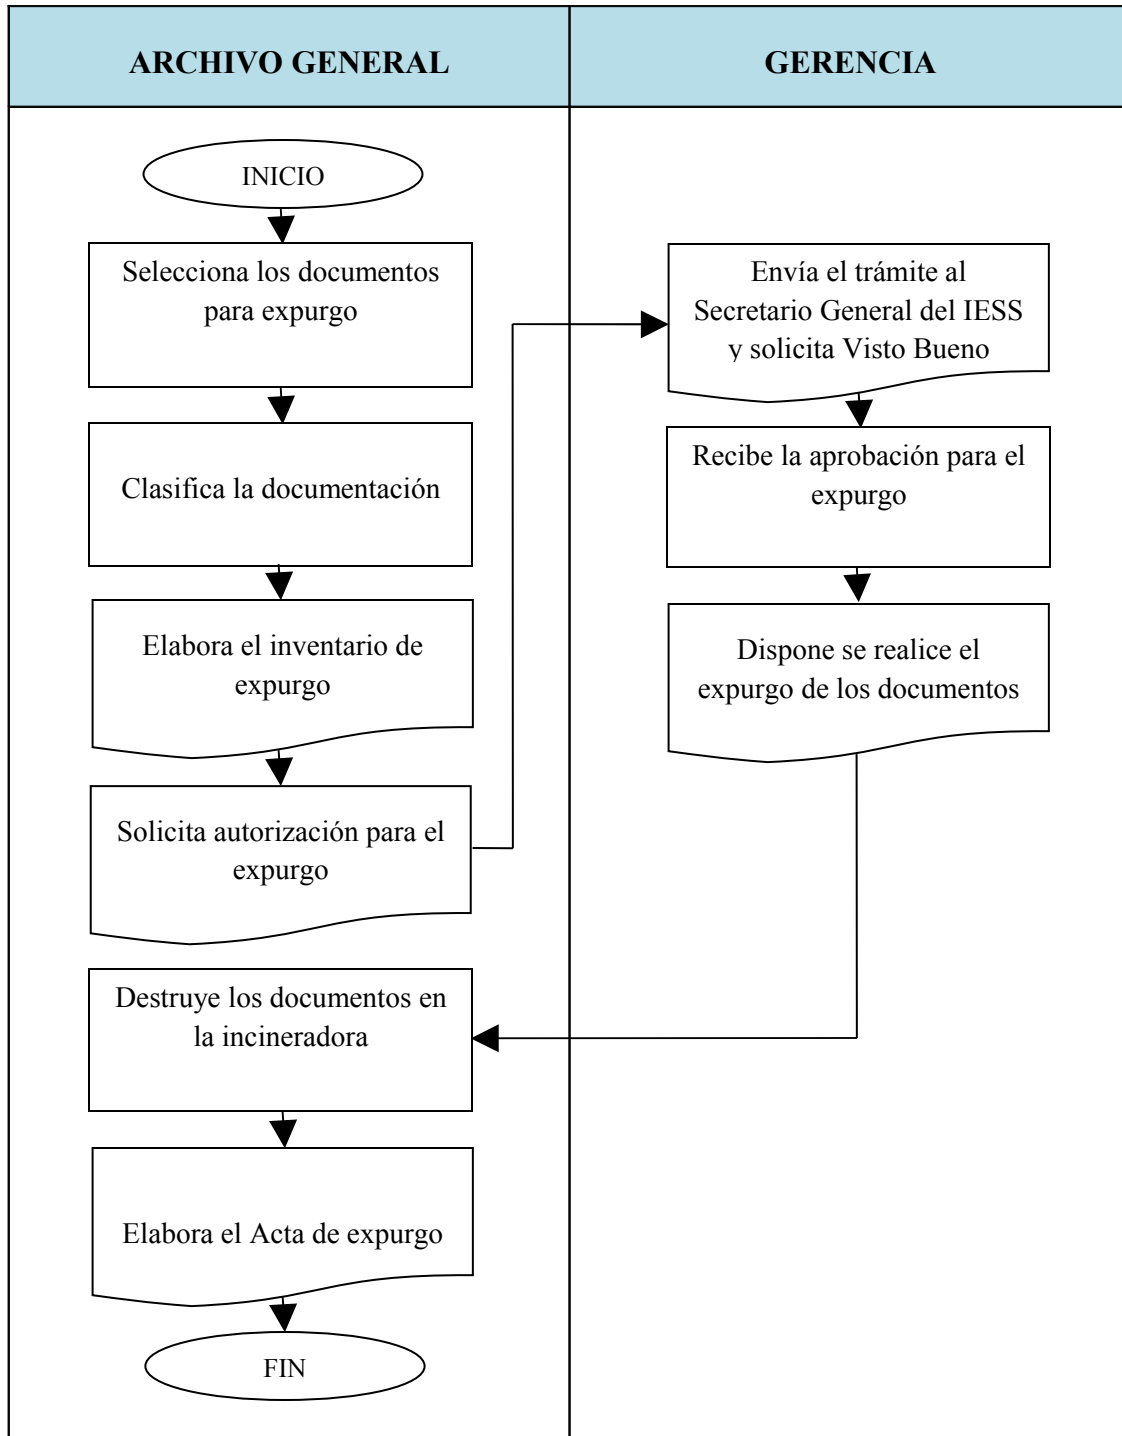 ARCHIVO GENERAL
GERENCIA
INICIO
Selecciona los documentos
para expurgo
Clasifica la documentación
Elabora el inventario de
expurgo
Solicita autorización para el
expurgo
Envía el trámite al
Secretario General del IESS
y solicita Visto Bueno
Recibe la aprobación para el
expurgo
Dispone se realice el
expurgo de los documentos
Destruye los documentos en
la incineradora
Elabora el Acta de expurgo
FIN